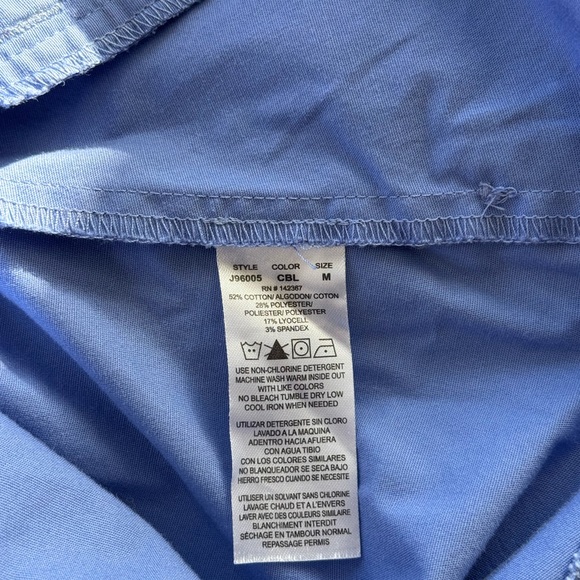 STYLE COLOR SIZE
J96005 CBL M
RN # 142367
52% COTTON/ ALGODON/ COTON
28% POLYESTER/
POLIESTER/ POLYESTER
17% LYOCELL
3% SPANDEX
USE NON-CHLORINE DETERGENT
MACHINE WASH WARM INSIDE OUT
WITH LIKE COLORS
NO BLEACH TUMBLE DRY LOW
COOL IRON WHEN NEEDED
UTILIZAR DETERGENTE SIN CLORO
LAVADO A LA MAQUINA
ADENTRO HACIA AFUERA
CON AGUA TIBIO
CON LOS COLORES SIMILARE
NO BLANQUEADOR SE SECA BAJO
HIERRO FRESCO CUANDO SE NECESITA
UTILISER UN SOLVANT SANS CHLORINE
LAVAGE CHAUD ET A L'ENVERS
LAVER AVEC DES COULEURS SIMILAIRE
BLANCHIMENT INTERDIT
SÉCHAGE EN TAMBOUR NORMAL
REPASSAGE PERMIS